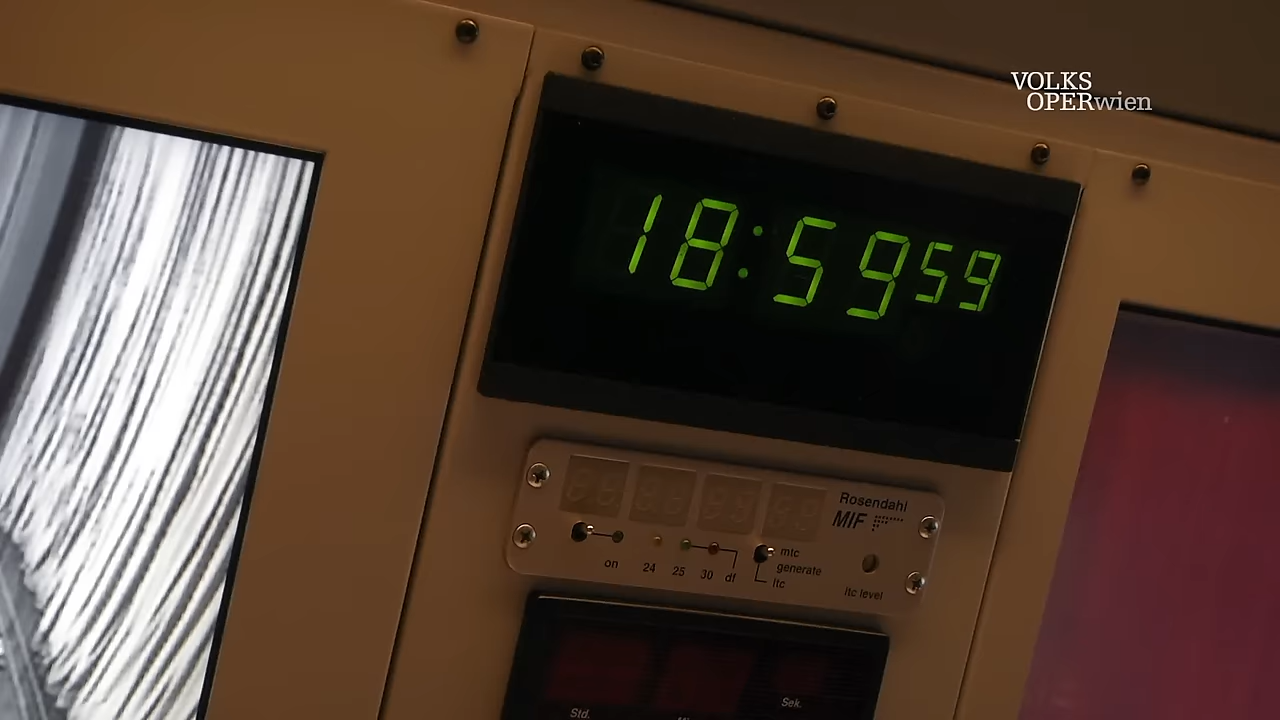 VOLKS
OPERwien
18:59 59
Rosendahl
MIF
on 24 25 30 df
mtc
generate
ltc
ltc level
Sek.
Std.